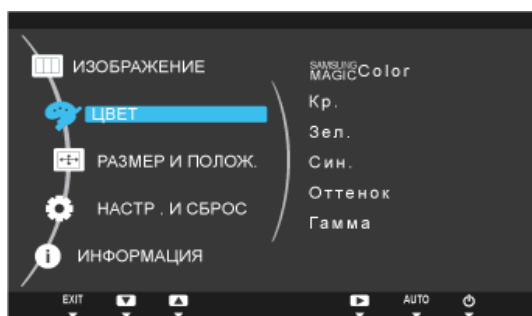 ИЗОБРАЖЕНИЕ
ЦВЕТ
РАЗМЕР И ПОЛОЖ.
НАСТР . И СБРОС
ИНФОРМАЦИЯ
SAMSUNG MAGIC Color
Кр.
Зел.
Син.
Оттенок
Гамма
EXIT AUTO